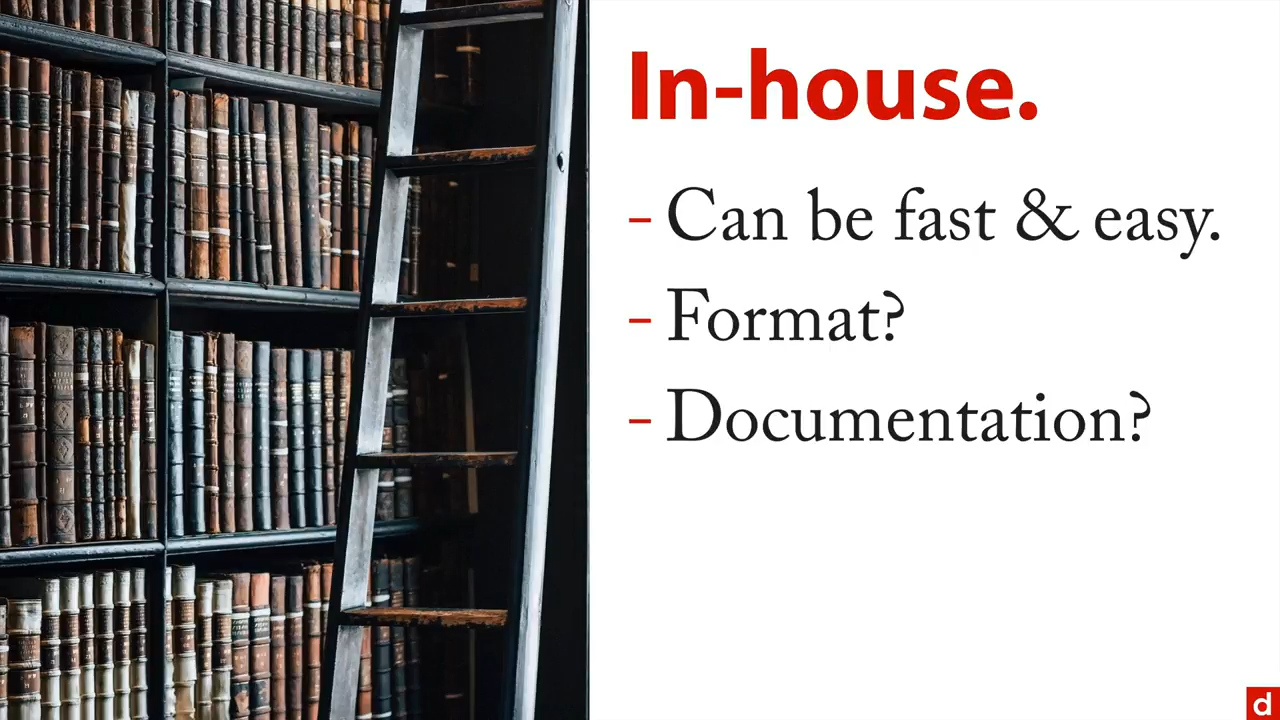 In-house.
- Can be fast & easy.
- Format?
- Documentation?
d